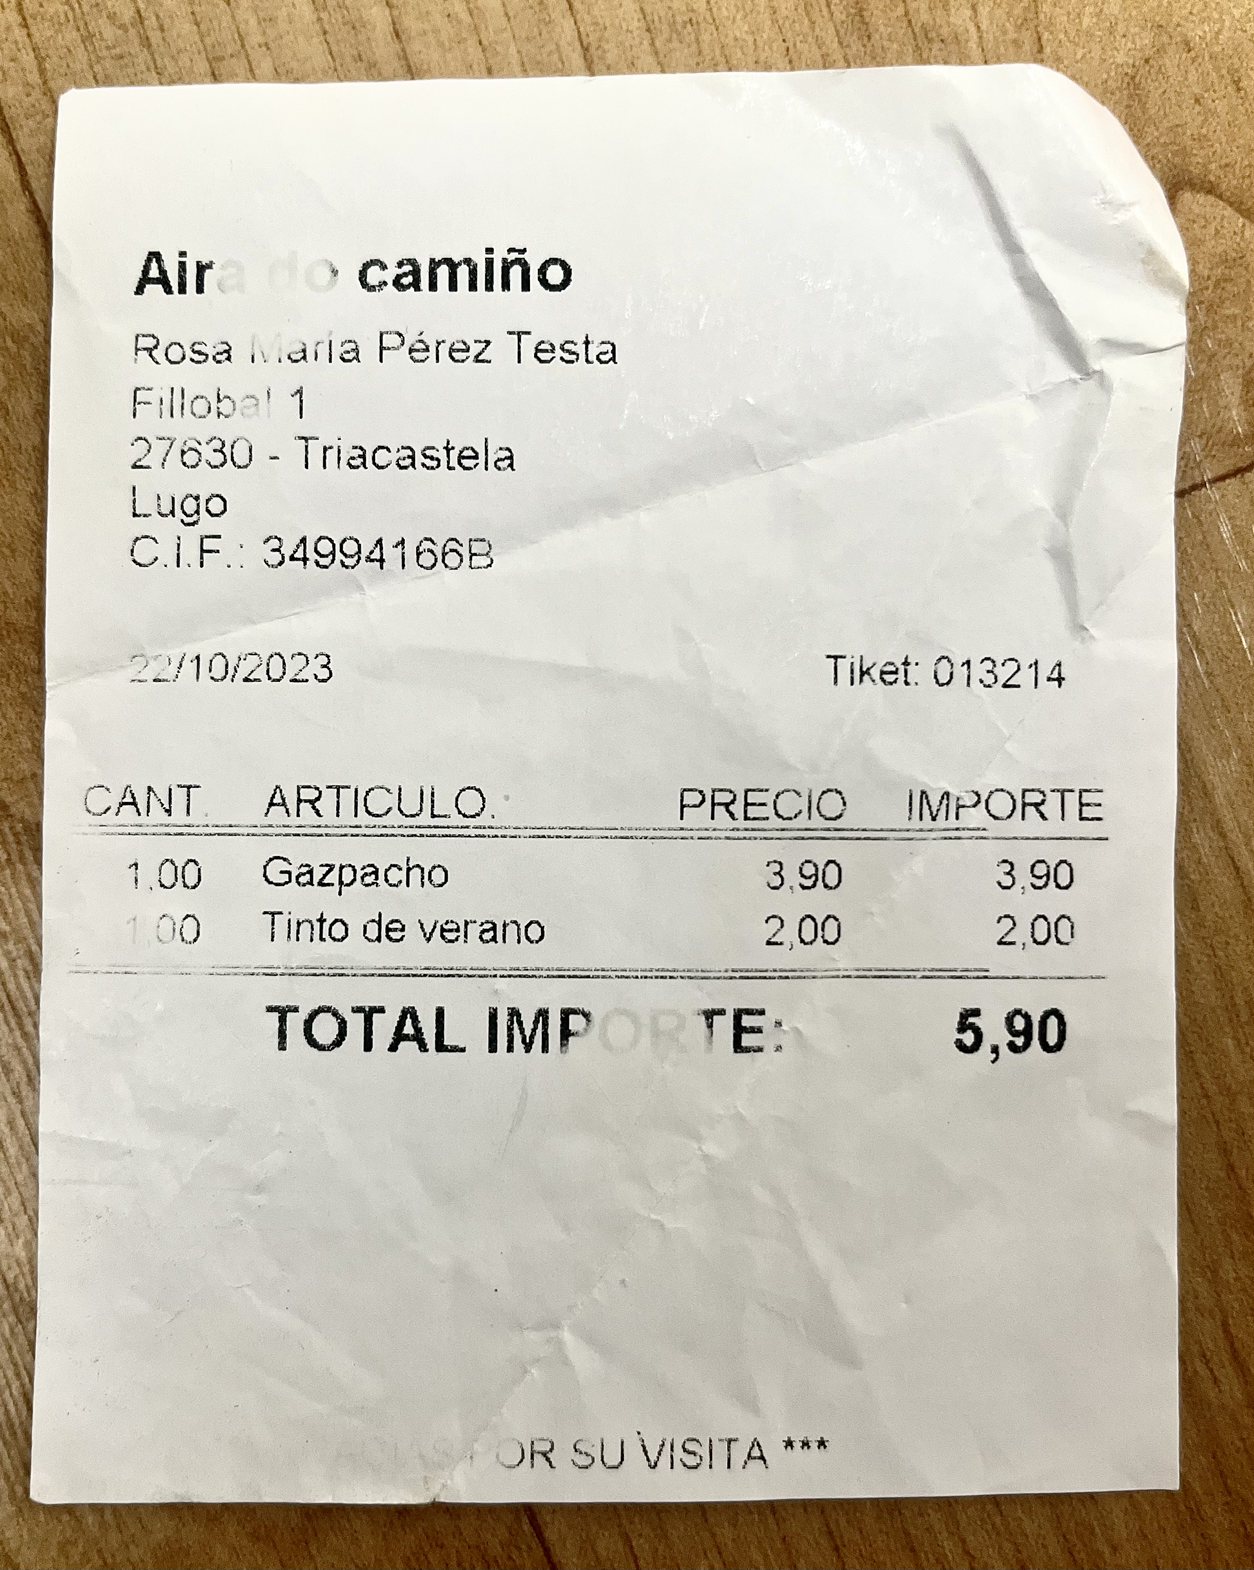 Aira do camiño
Rosa María Pérez Testa
Fillobal 1
27630 - Triacastela
Lugo
C.I.F.: 34994166B
22/10/2023 Tiket: 013214
CANT. ARTICULO. PRECIO IMPORTE
1,00 Gazpacho 3,90 3,90
1,00 Tinto de verano 2,00 2,00
TOTAL IMPORTE: 5,90
POR SU VISITA ***